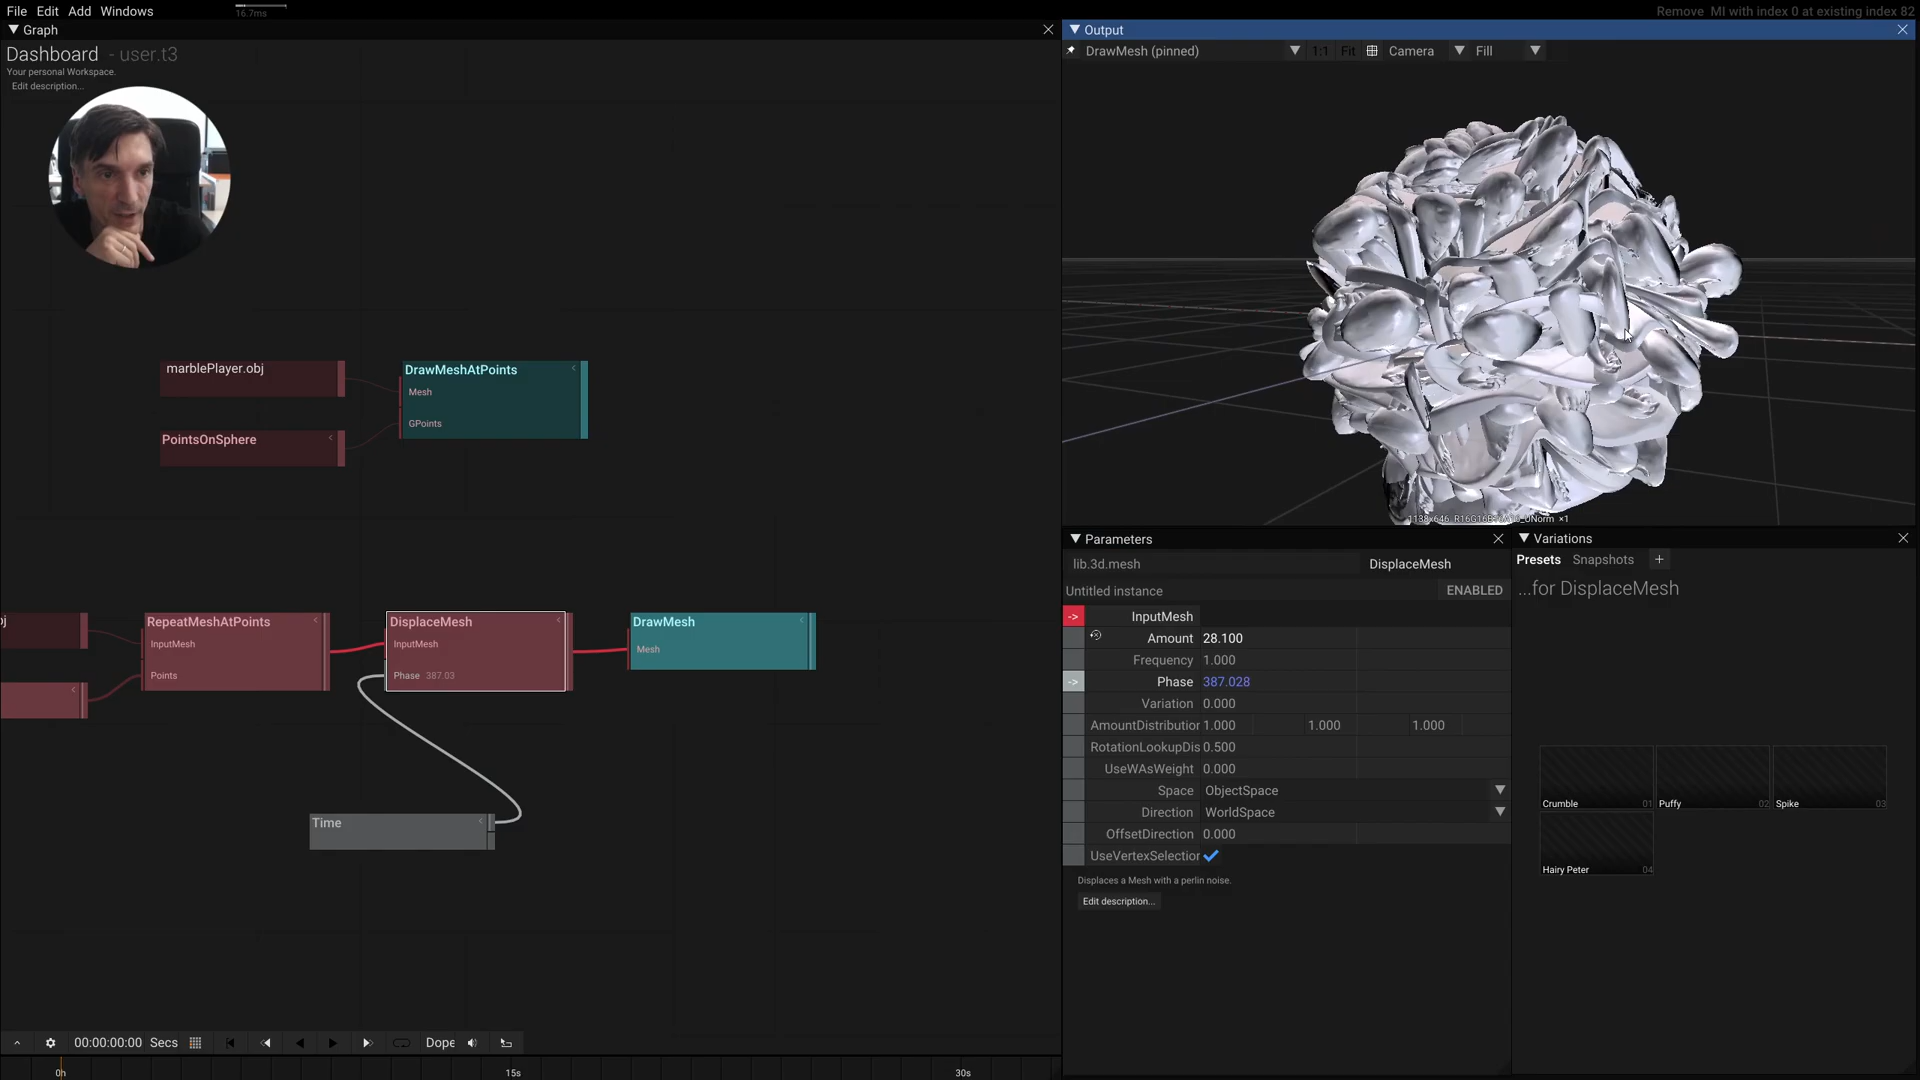 File Edit Add Windows
16.7ms
Remove MI with index 0 at existing index 82
Graph
Dashboard - user.t3
Your personal Workspace.
Edit description...
marblePlayer.obj
PointsOnSphere
DrawMeshAtPoints
Mesh
GPoints
RepeatMeshAtPoints
InputMesh
Points
DisplaceMesh
InputMesh
Phase 387.03
DrawMesh
Mesh
Time
00:00:00:00 Secs
Dope
0h 15s 30s
Output
DrawMesh (pinned) 1:1 Fit Camera Fill
Parameters
lib.3d.mesh DisplaceMesh
Untitled instance ENABLED
-> InputMesh
Amount 28.100
Frequency 1.000
-> Phase 387.028
Variation 0.000
AmountDistribution 1.000 1.000 1.000
RotationLookupDis 0.500
UseWAsWeight 0.000
Space ObjectSpace
Direction WorldSpace
OffsetDirection 0.000
UseVertexSelection
Displaces a Mesh with a perlin noise.
Edit description...
Variations
Presets Snapshots +
...for DisplaceMesh
Crumble 01 Puffy 02 Spike 03
Hairy Peter 04